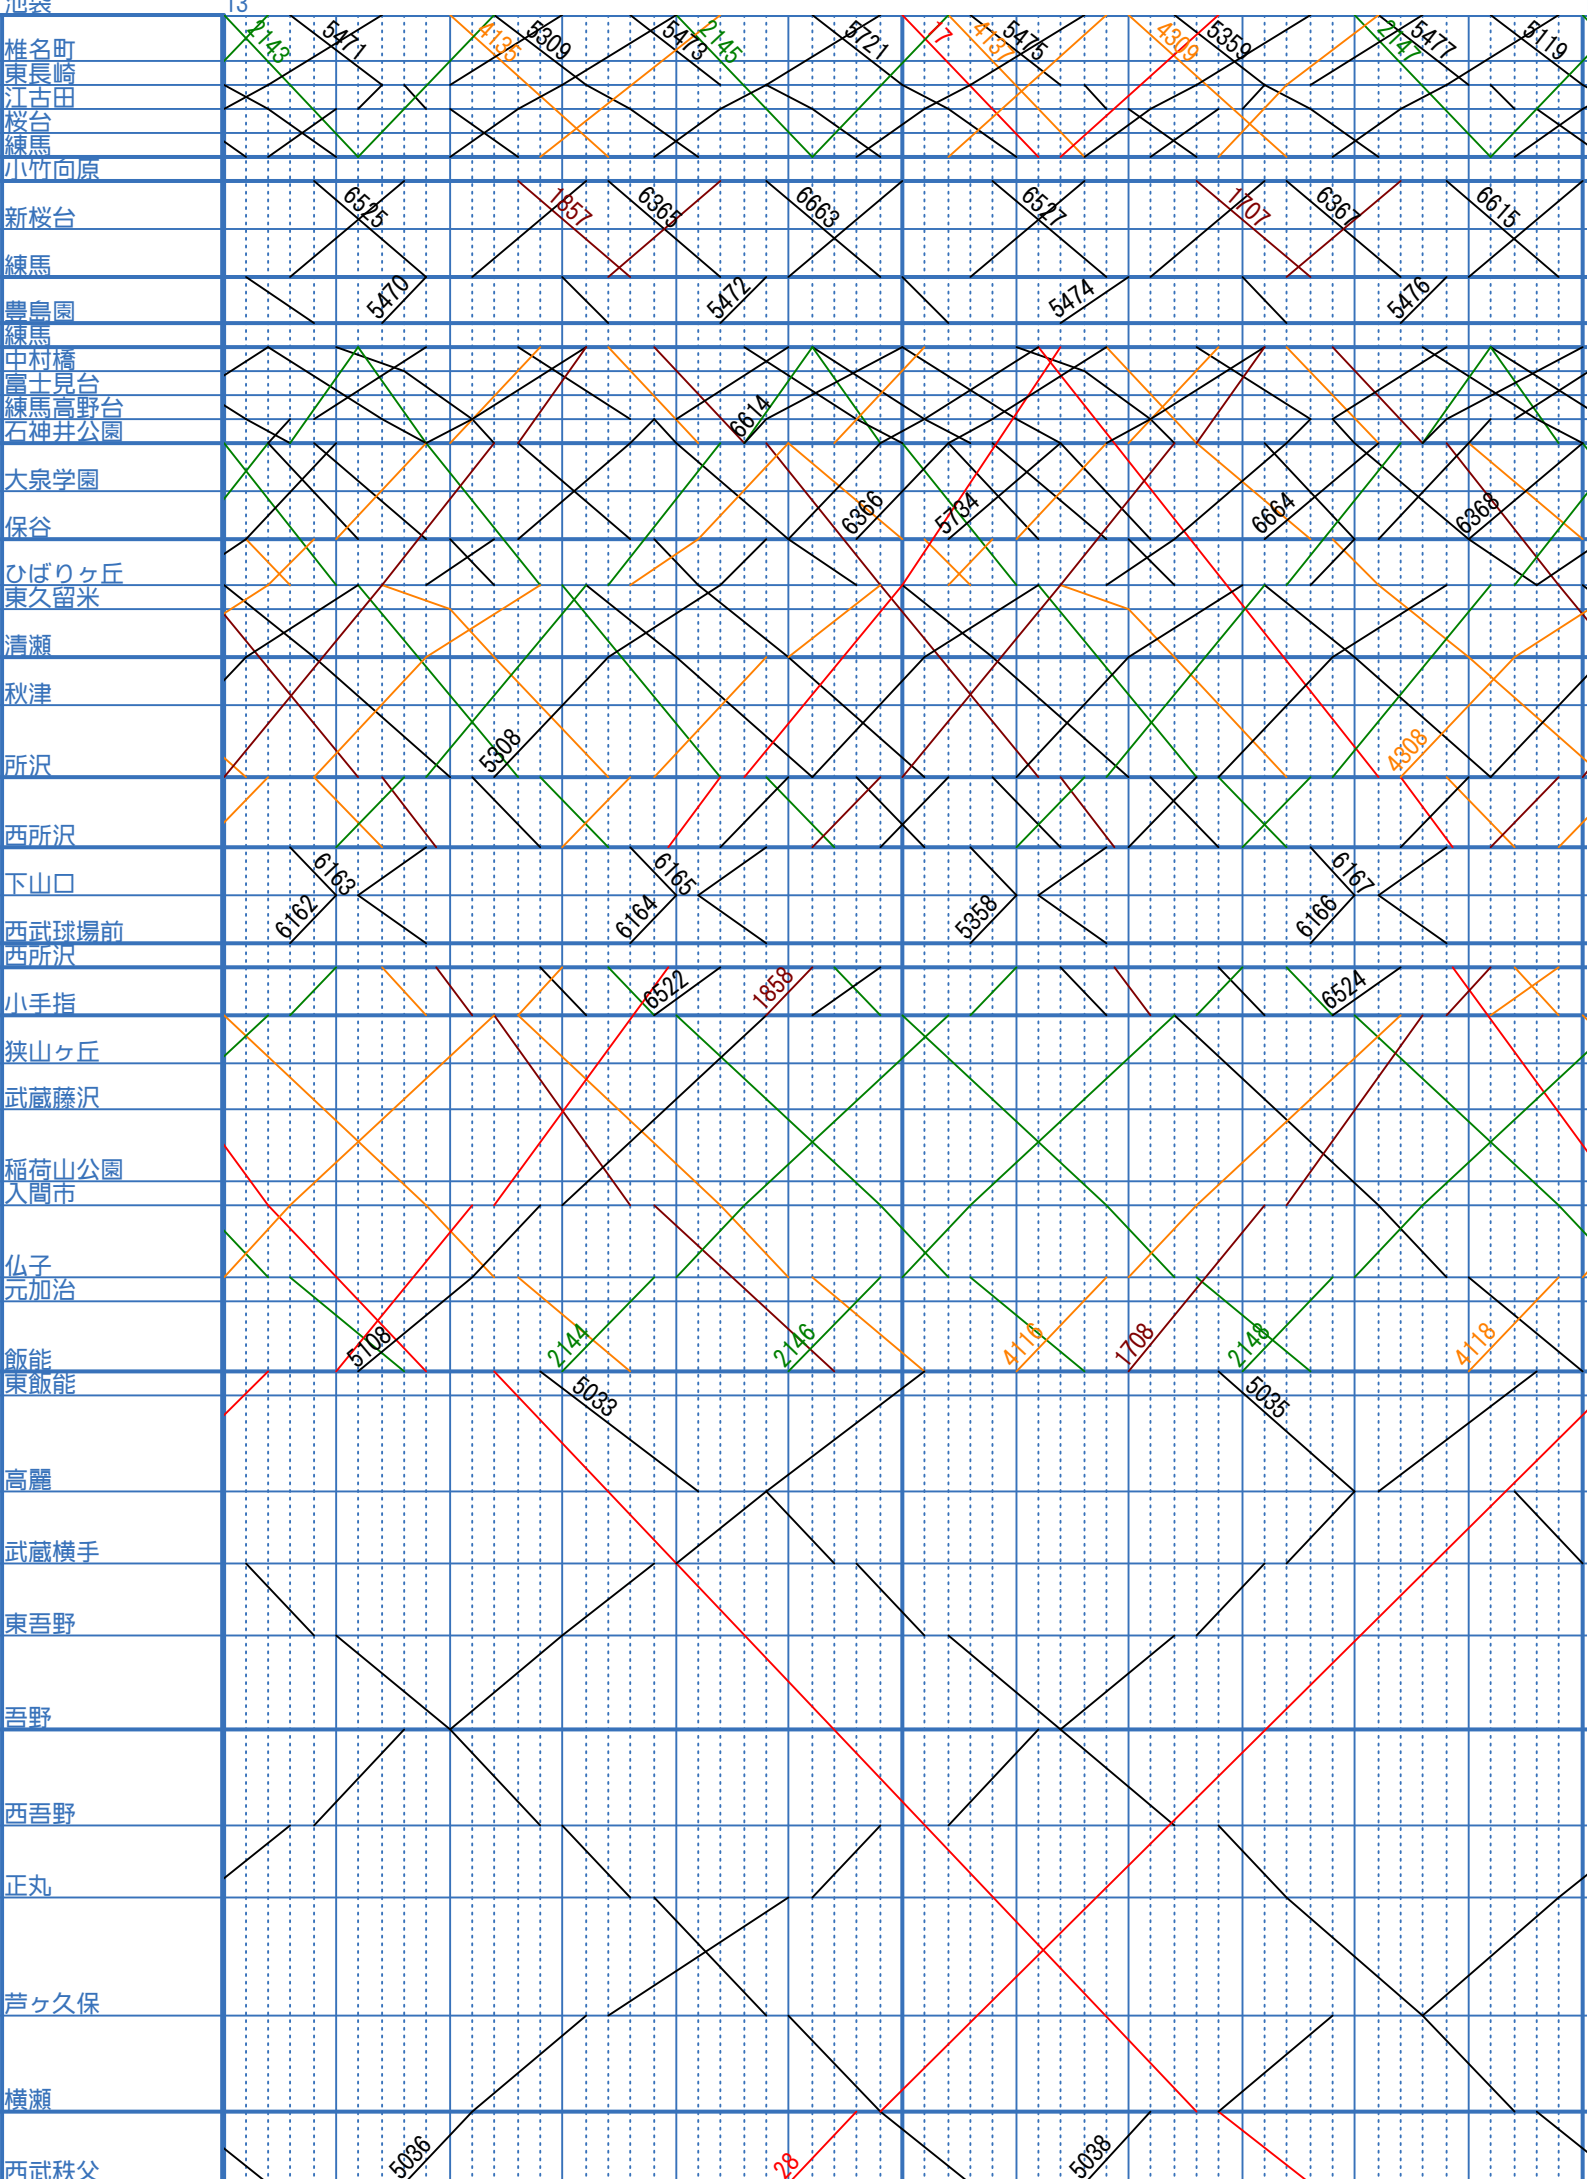 池袋 13
2143 5471 4135 5309 5473 2145 5721 17 4137 5475 4309 5359 2147 5477 5119
椎名町
東長崎
江古田
桜台
練馬
小竹向原
6525 1857 6365 6663 6527 1707 6367 6615
新桜台
練馬
5470 5472 5474 5476
豊島園
練馬
中村橋
富士見台
練馬高野台
6614
石神井公園
大泉学園
6366 5734 6664 6368
保谷
ひばりヶ丘
東久留米
清瀬
秋津
5308 4308
所沢
西所沢
6163 6165 6167
下山口
6162 6164 5358 6166
西武球場前
西所沢
6522 1858 6524
小手指
狭山ヶ丘
武蔵藤沢
稲荷山公園
入間市
仏子
元加治
5108 2144 2146 4116 1708 2148 4118
飯能
東飯能
5033 5035
高麗
武蔵横手
東吾野
吾野
西吾野
正丸
芦ヶ久保
横瀬
5036 28 5038
西武秩父